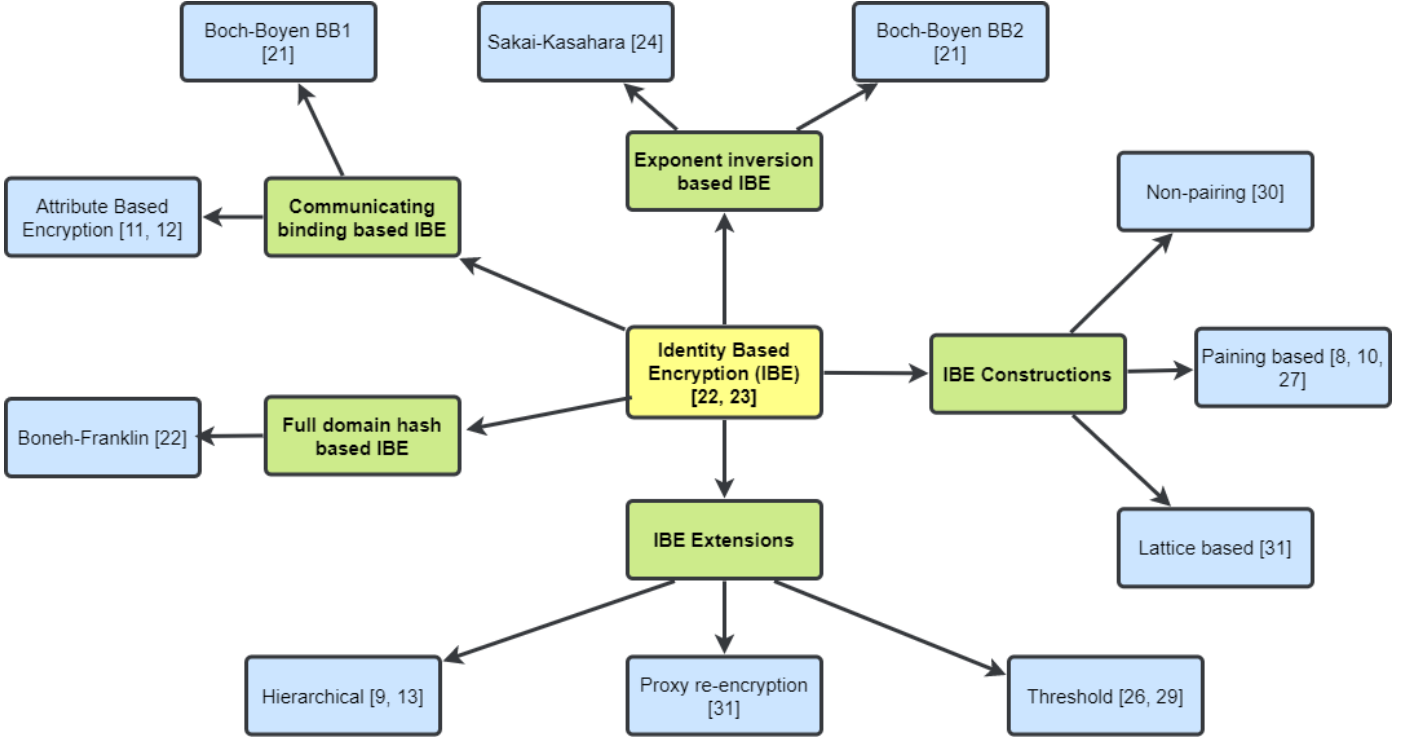 Boch-Boyen BB1
[21]
Sakai-Kasahara [24]
Boch-Boyen BB2
[21]
Exponent inversion
based IBE
Non-pairing [30]
Attribute Based
Encryption [11, 12]
Communicating
binding based IBE
Identity Based
Encryption (IBE)
[22, 23]
IBE Constructions
Paining based [8, 10,
27]
Boneh-Franklin [22]
Full domain hash
based IBE
IBE Extensions
Lattice based [31]
Hierarchical [9, 13]
Proxy re-encryption
[31]
Threshold [26, 29]